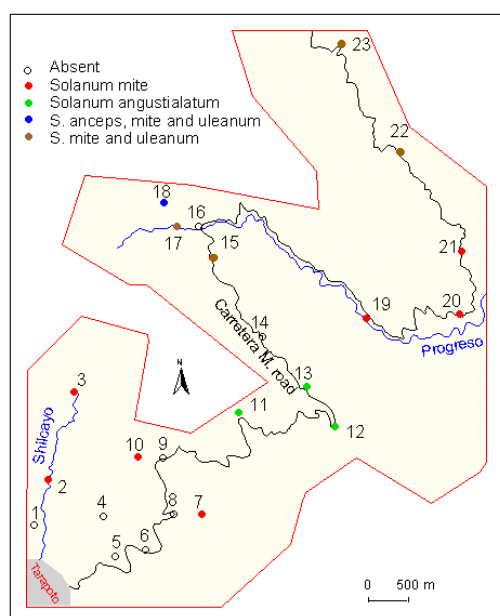 Absent
Solanum mite
Solanum angustialatum
S. anceps, mite and uleanum
S. mite and uleanum
23
22
18
16
17
15
21
19
20
Progreso
14
Carretera M. road
13
3
11
12
N
Shilcayo
10
9
2
1
4
8
7
5
6
Tarapoto
0 500 m